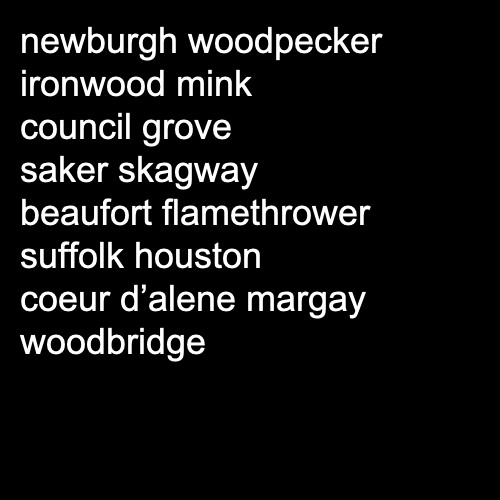 newburgh woodpecker
ironwood mink
council grove
saker skagway
beaufort flamethrower
suffolk houston
coeur d’alene margay
woodbridge